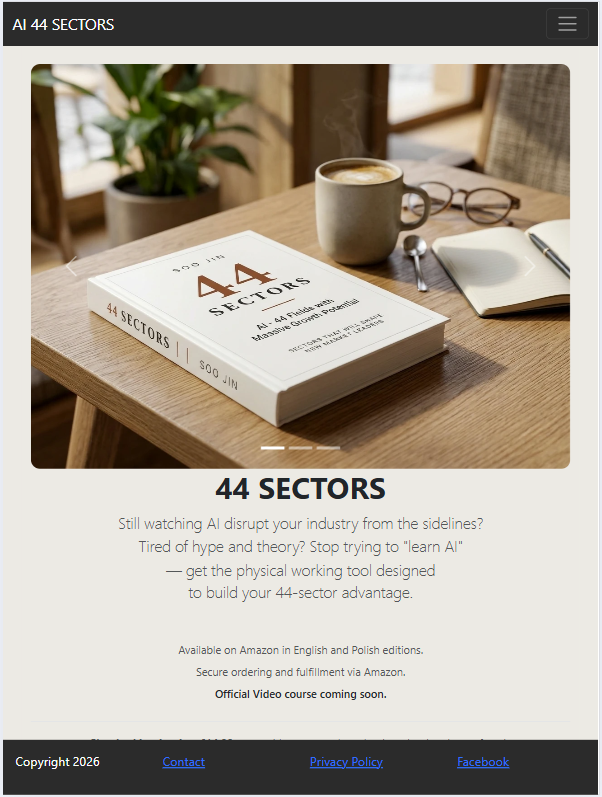 AI 44 SECTORS
SOO JIN
44
SECTORS
AI - 44 Fields with
Massive Growth Potential
SECTORS THAT WILL SHAPE
NEW MARKET LEADERS
44 SECTORS | | SOO JIN
44 SECTORS
Still watching AI disrupt your industry from the sidelines?
Tired of hype and theory? Stop trying to "learn AI"
— get the physical working tool designed
to build your 44-sector advantage.
Available on Amazon in English and Polish editions.
Secure ordering and fulfillment via Amazon.
Official Video course coming soon.
Copyright 2026 Contact Privacy Policy Facebook